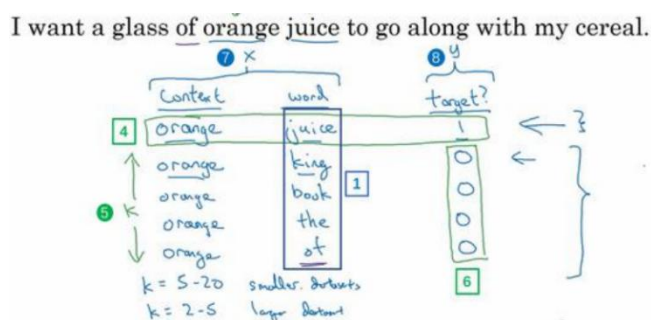 I want a glass of orange juice to go along with my cereal.
7 x 8 y
Context word target?
4 orange juice 1
orange king 0
orange book 1 0
5 k orange the 0
orange of 0
k = 5-20 smaller datasets 6
k = 2-5 larger dataset